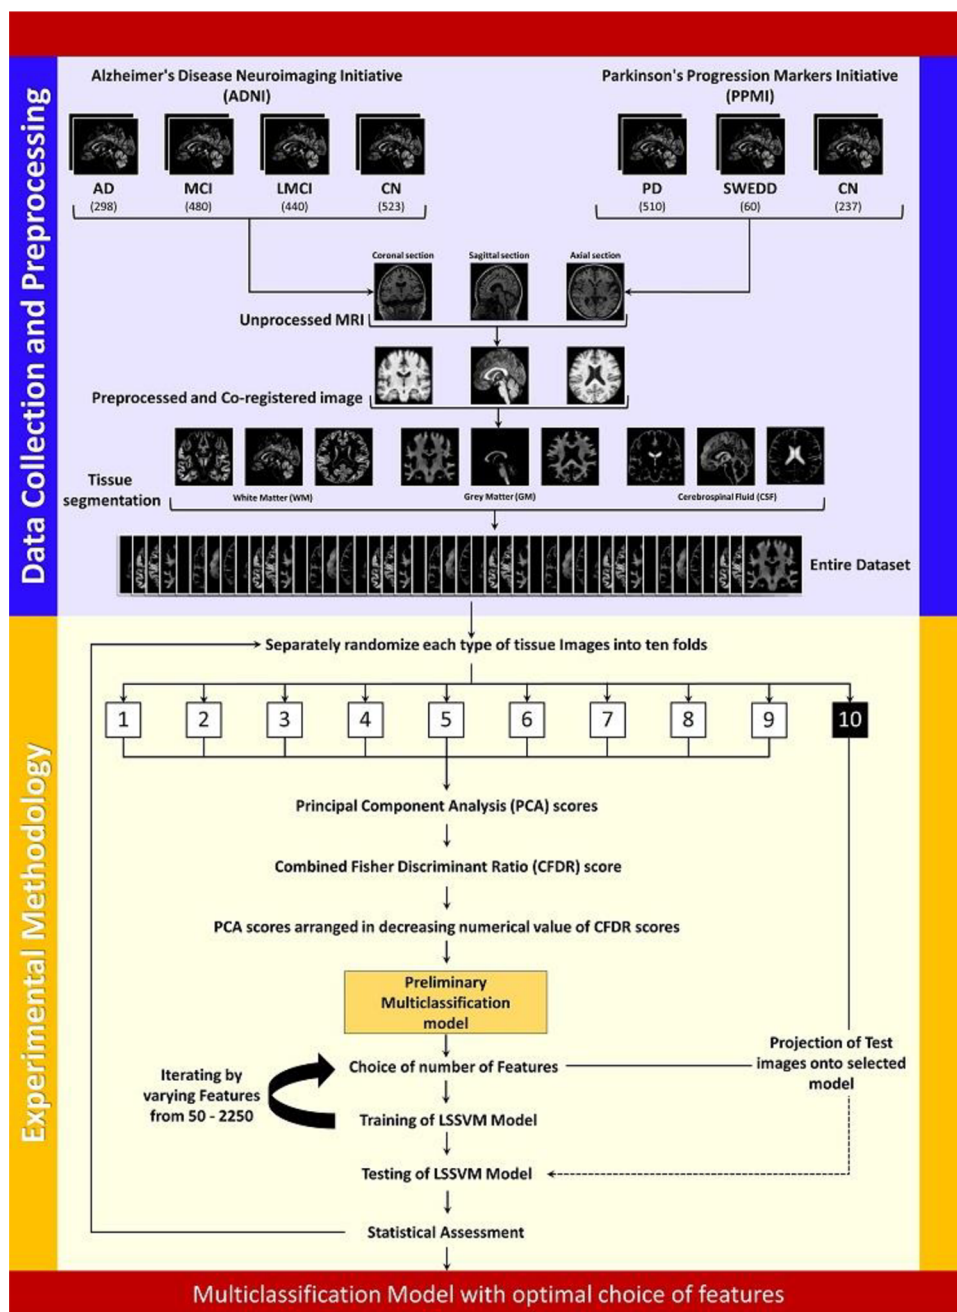 Data Collection and Preprocessing
Alzheimer's Disease Neuroimaging Initiative
(ADNI)
Parkinson's Progression Markers Initiative
(PPMI)
AD MCI LMCI CN
(298) (480) (440) (523)
PD SWEDD CN
(510) (60) (237)
Coronal section Sagittal section Axial section
Unprocessed MRI
Preprocessed and Co-registered image
Tissue
segmentation
White Matter (WM) Grey Matter (GM) Cerebrospinal Fluid (CSF)
Entire Dataset
Experimental Methodology
Separately randomize each type of tissue Images into ten folds
1 2 3 4 5 6 7 8 9 10
Principal Component Analysis (PCA) scores
Combined Fisher Discriminant Ratio (CFDR) score
PCA scores arranged in decreasing numerical value of CFDR scores
Preliminary
Multiclassification
model
Projection of Test
images onto selected
model
Choice of number of Features
Iterating by
varying Features
from 50 - 2250
Training of LSSVM Model
Testing of LSSVM Model
Statistical Assessment
Multiclassification Model with optimal choice of features